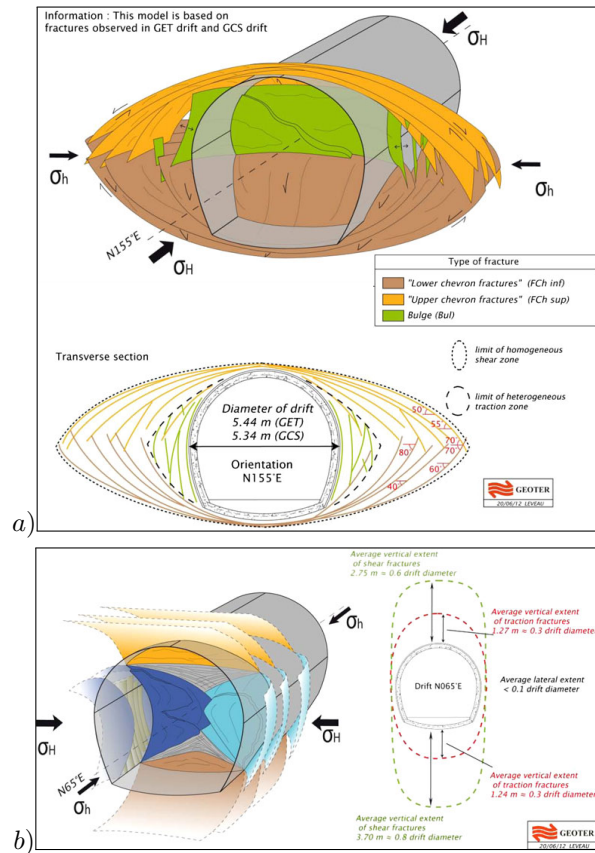 Information : This model is based on
fractures observed in GET drift and GCS drift
σH
σh
σh
N155°E
σH
Type of fracture
"Lower chevron fractures" (FCh inf)
"Upper chevron fractures" (FCh sup)
Bulge (Bul)
Transverse section
limit of homogeneous
shear zone
limit of heterogeneous
traction zone
Diameter of drift
5.44 m (GET)
5.34 m (GCS)
Orientation
N155°E
50
55
70
70
80
60
40
GEOTER
20/06/12 LEVEAU
a)
Average vertical extent
of shear fractures
2.75 m ≈ 0.6 drift diameter
σh
Average vertical extent
of traction fractures
1.27 m ≈ 0.3 drift diameter
Drift N065°E
Average lateral extent
< 0.1 drift diameter
σH
σH
N65°E
σh
Average vertical extent
of traction fractures
1.24 m ≈ 0.3 drift diameter
Average vertical extent
of shear fractures
3.70 m ≈ 0.8 drift diameter
GEOTER
20/06/12 LEVEAU
b)